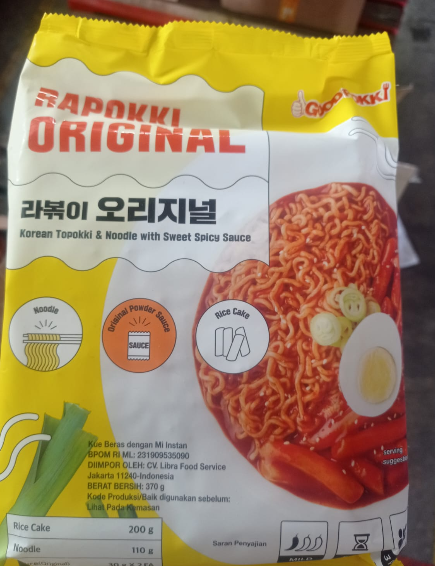 RAPOKKI
ORIGINAL
라볶이 오리지널
Korean Topokki & Noodle with Sweet Spicy Sauce
Noodle
Original Powder Sauce
SAUCE
Rice Cake
Kue Beras dengan Mi Instan
BPOM RI ML: 231909535090
DIIMPOR OLEH: CV. Libra Food Service
Jakarta 11240-Indonesia
BERAT BERSIH: 370 g
Kode Produksi/Baik digunakan sebelum:
Lihat Pada Kemasan
serving
Rice Cake 200 g
Noodle 110 g
Saran Penyajian
3